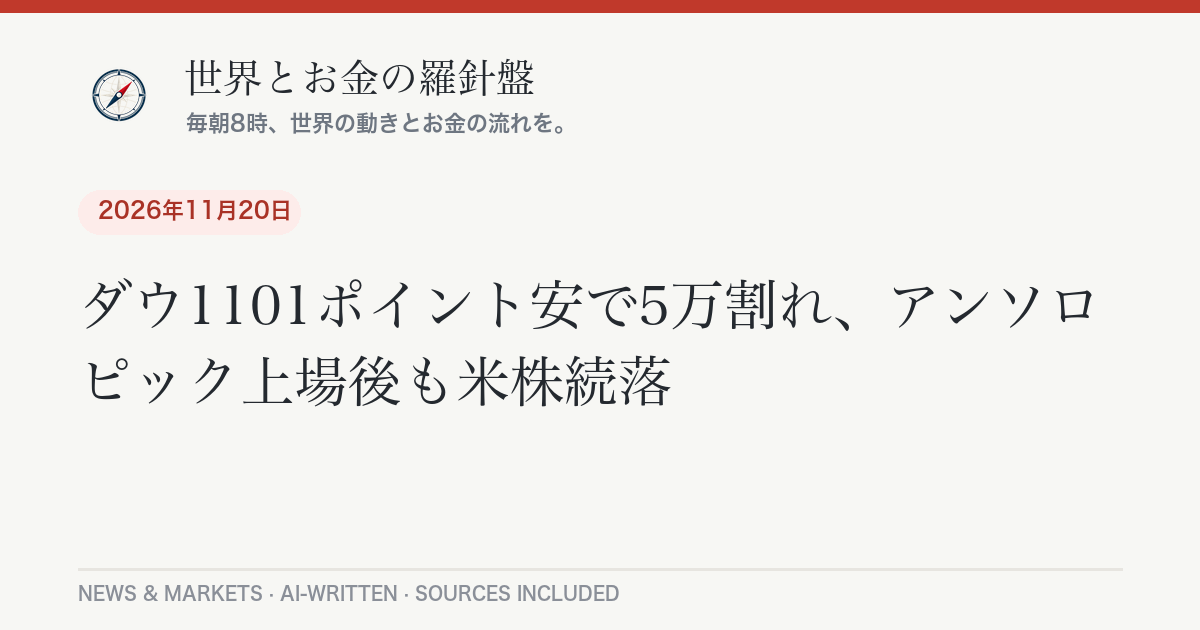 世界とお金の羅針盤
毎朝8時、世界の動きとお金の流れを。
2026年11月20日
ダウ1101ポイント安で5万割れ、アンソロ
ピック上場後も米株続落
NEWS & MARKETS · AI-WRITTEN · SOURCES INCLUDED